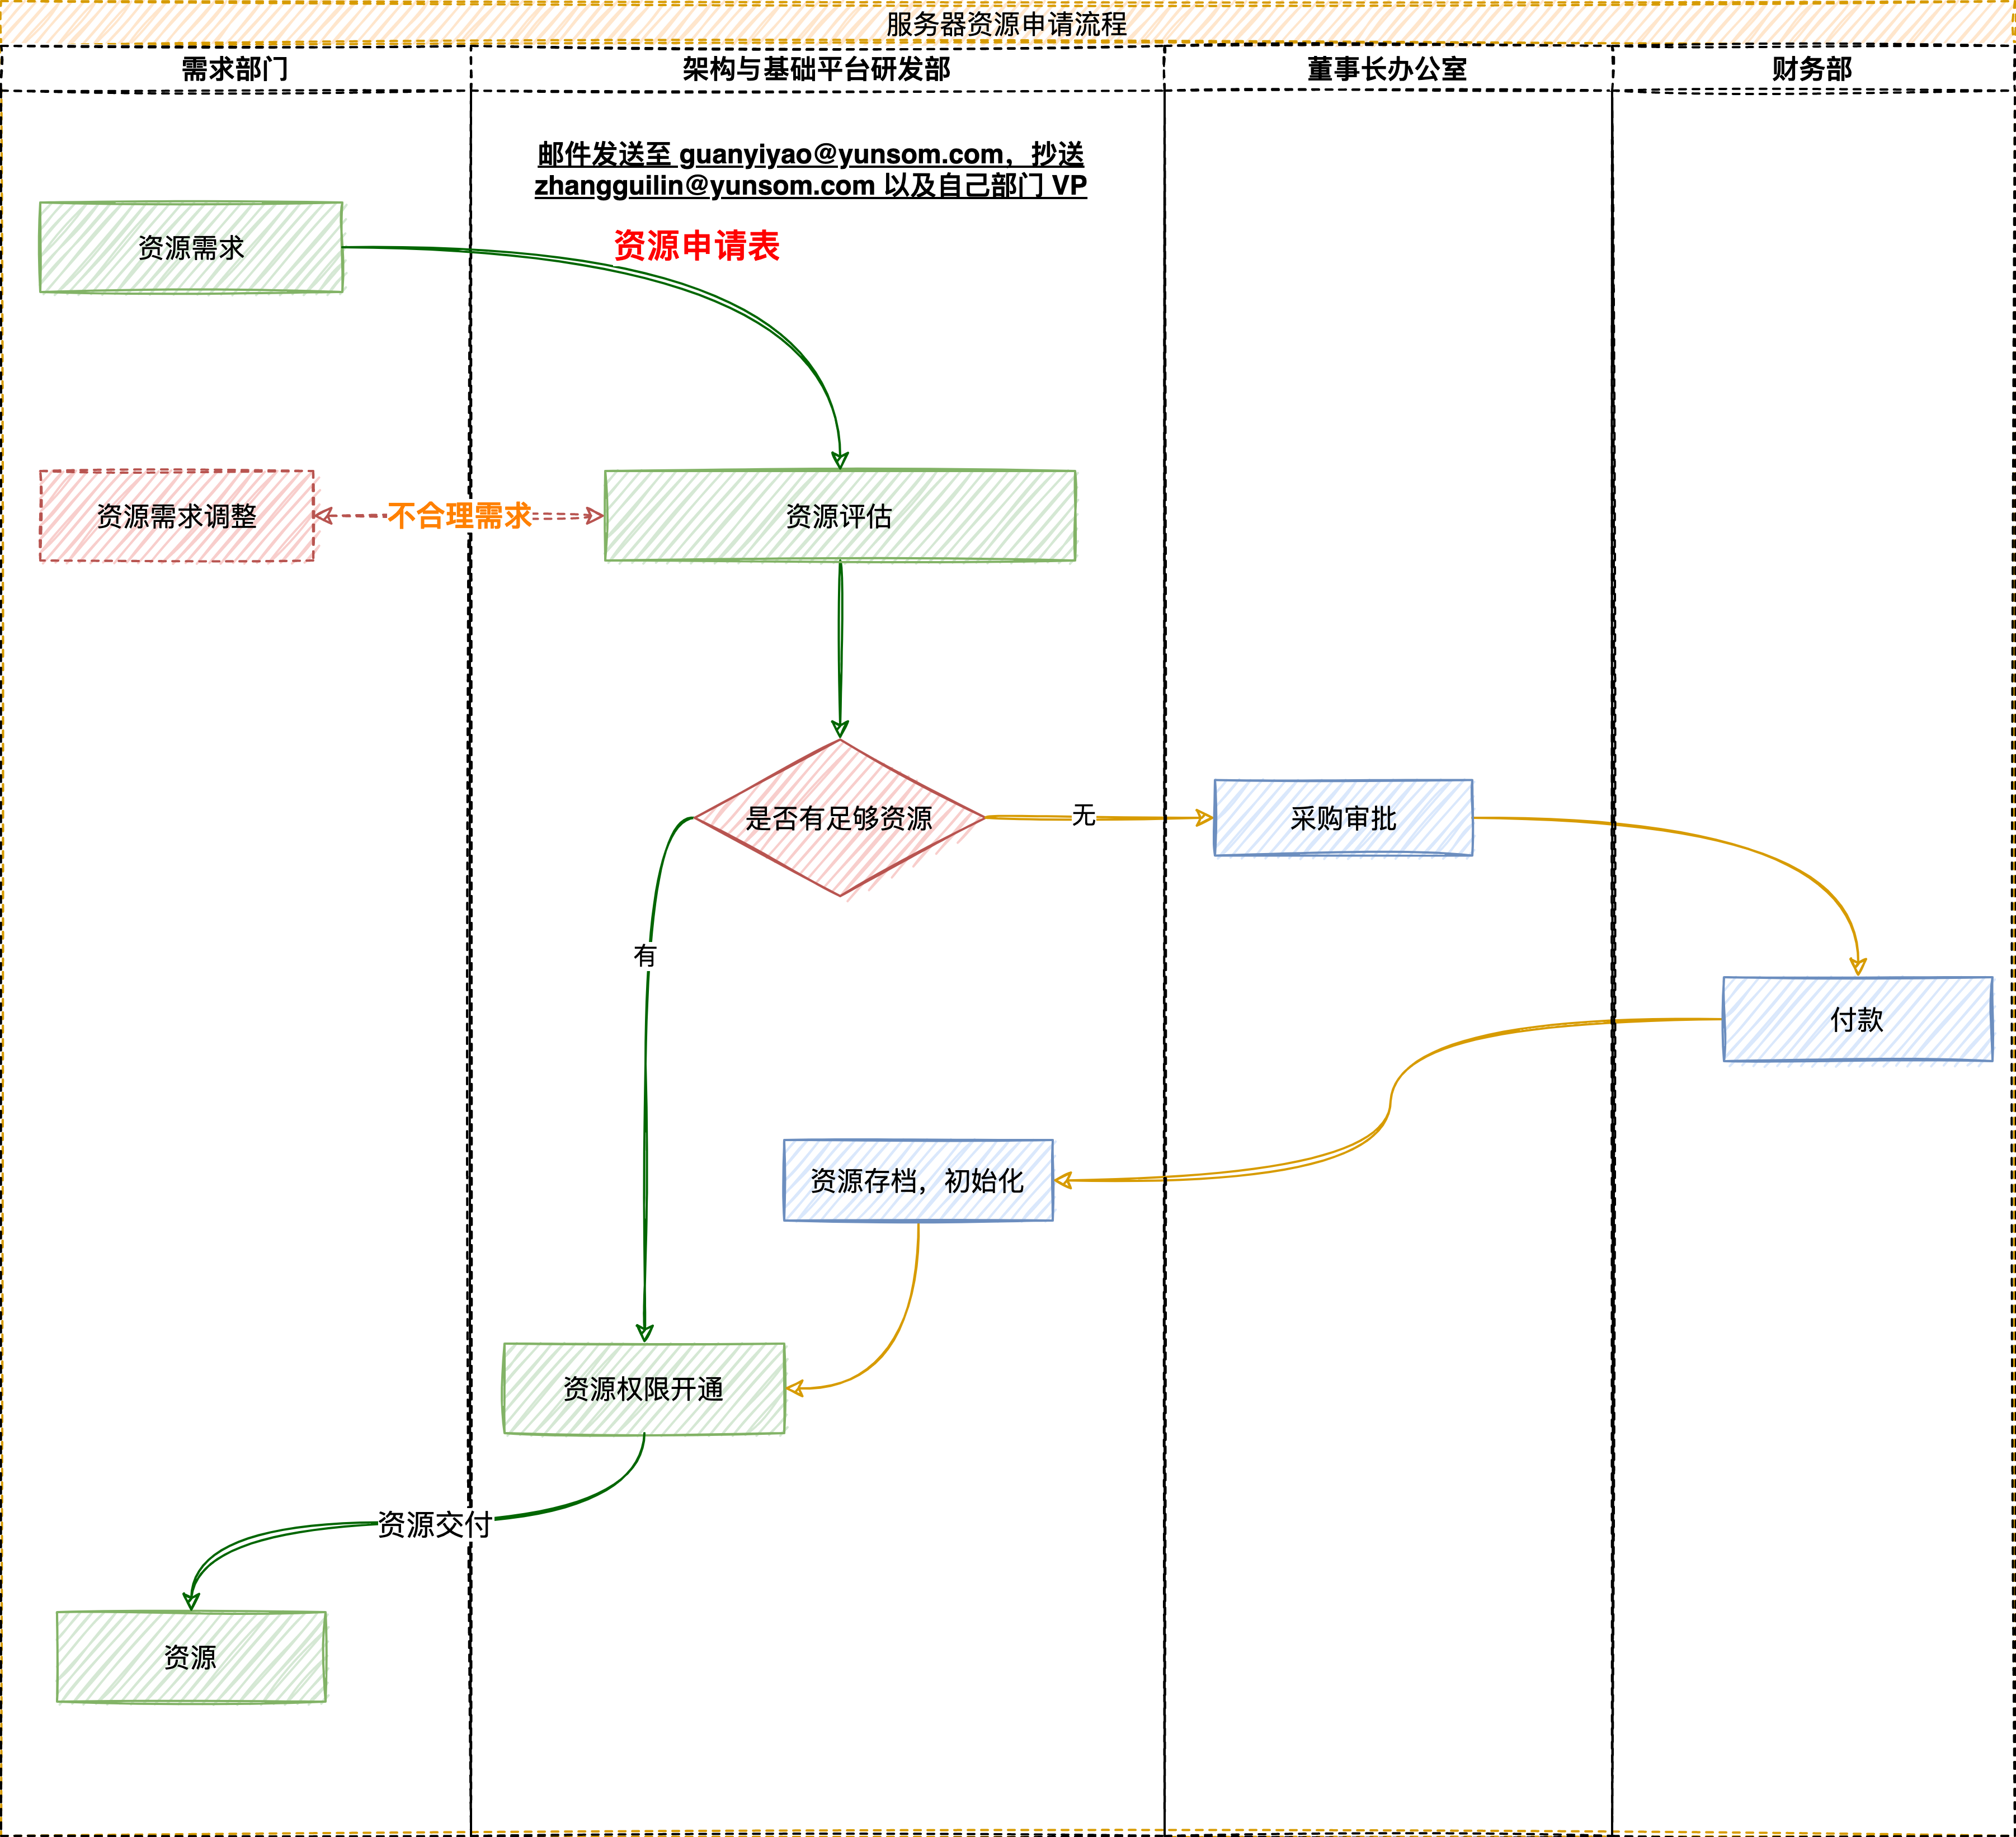 服务器资源申请流程
需求部门
架构与基础平台研发部
董事长办公室
财务部
邮件发送至 guanyiyao@yunsom.com，抄送
zhangguilin@yunsom.com 以及自己部门 VP
资源需求
资源申请表
资源需求调整
不合理需求
资源评估
是否有足够资源
无
采购审批
有
付款
资源存档，初始化
资源权限开通
资源交付
资源